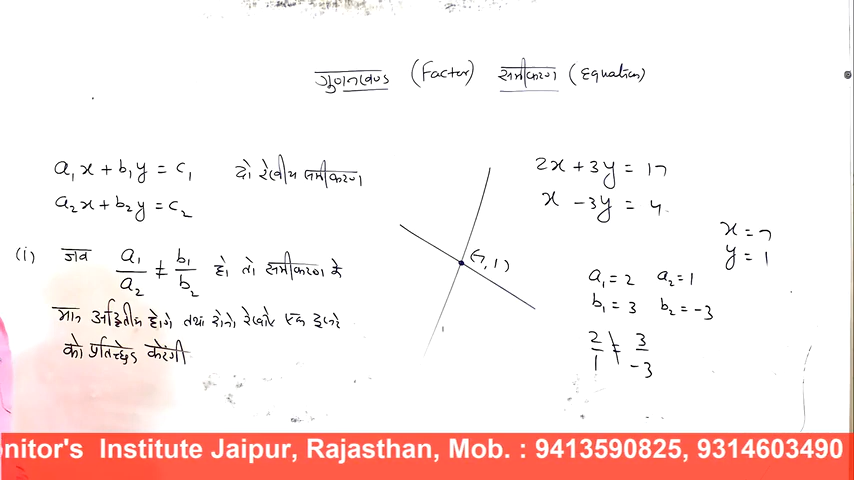 गुणनखण्ड (Factor) समीकरण (Equation)
a₁x + b₁y = c₁ दो रेखीय समीकरण
a₂x + b₂y = c₂
(i) जब a₁/a₂ ≠ b₁/b₂ हो तो समीकरण के
मान अद्वितीय होंगे तथा दोनो रेखाएं एक दूसरे
को प्रतिच्छेद करेंगी
(7, 1)
2x + 3y = 17
x - 3y = 4
x = 7
y = 1
a₁ = 2 a₂ = 1
b₁ = 3 b₂ = -3
2/1 ≠ 3/-3
onitor's Institute Jaipur, Rajasthan, Mob. : 9413590825, 9314603490